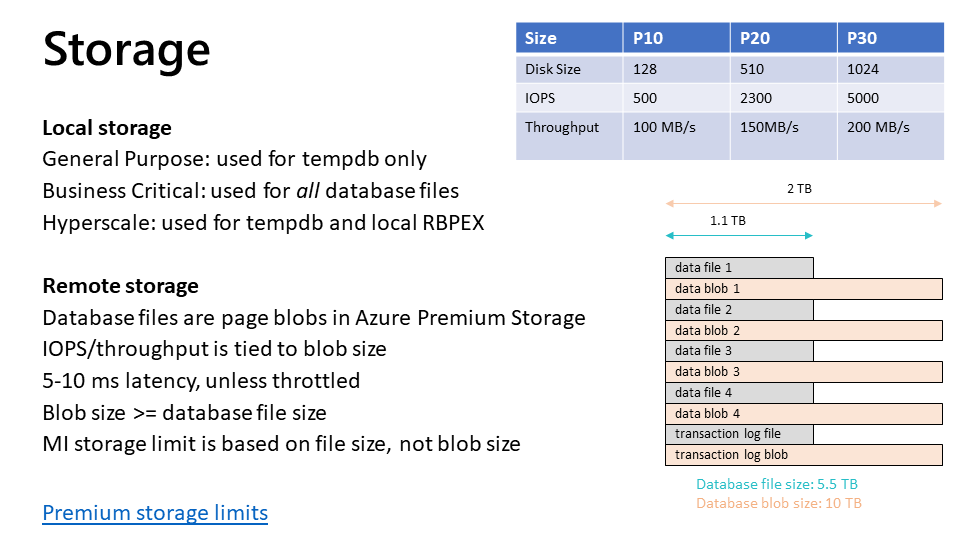 Storage
Local storage
General Purpose: used for tempdb only
Business Critical: used for all database files
Hyperscale: used for tempdb and local RBPEX
Remote storage
Database files are page blobs in Azure Premium Storage
IOPS/throughput is tied to blob size
5-10 ms latency, unless throttled
Blob size >= database file size
MI storage limit is based on file size, not blob size
Premium storage limits
Size P10 P20 P30
Disk Size 128 510 1024
IOPS 500 2300 5000
Throughput 100 MB/s 150MB/s 200 MB/s
2 TB
1.1 TB
data file 1
data blob 1
data file 2
data blob 2
data file 3
data blob 3
data file 4
data blob 4
transaction log file
transaction log blob
Database file size: 5.5 TB
Database blob size: 10 TB